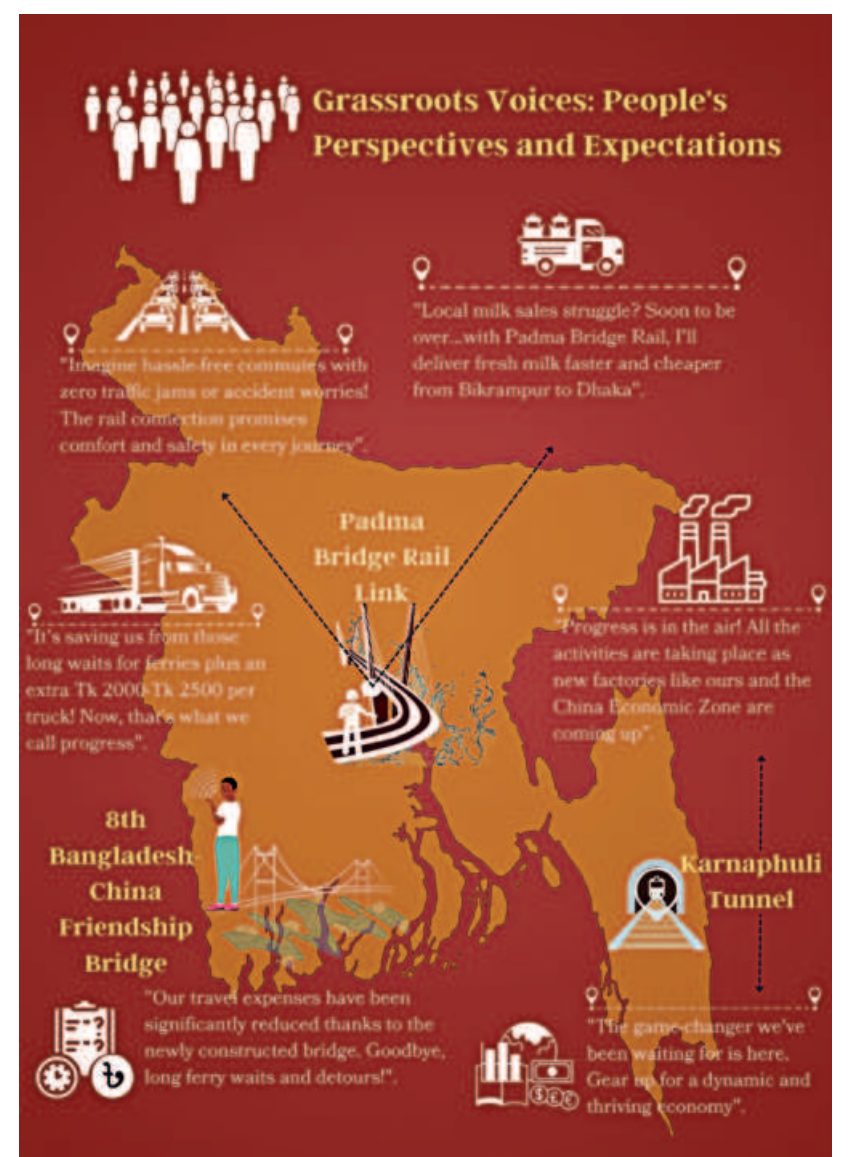 Grassroots Voices: People's
Perspectives and Expectations
"Local milk sales struggle? Soon to be
over...with Padma Bridge Rail, I'll
deliver fresh milk faster and cheaper
from Bikrampur to Dhaka".
"Imagine hassle-free commutes with
zero traffic jams or accident worries!
The rail connection promises
comfort and safety in every journey".
Padma
Bridge Rail
Link
"It's saving us from those
long waits for ferries plus an
extra Tk 2000-Tk 2500 per
truck! Now, that's what we
call progress".
"Progress is in the air! All the
activities are taking place as
new factories like ours and the
China Economic Zone are
coming up".
8th
Bangladesh-
China
Friendship
Bridge
Karnaphuli
Tunnel
"Our travel expenses have been
significantly reduced thanks to the
newly constructed bridge. Goodbye,
long ferry waits and detours!".
৳
"The game-changer we've
been waiting for is here.
Gear up for a dynamic and
thriving economy".
$££